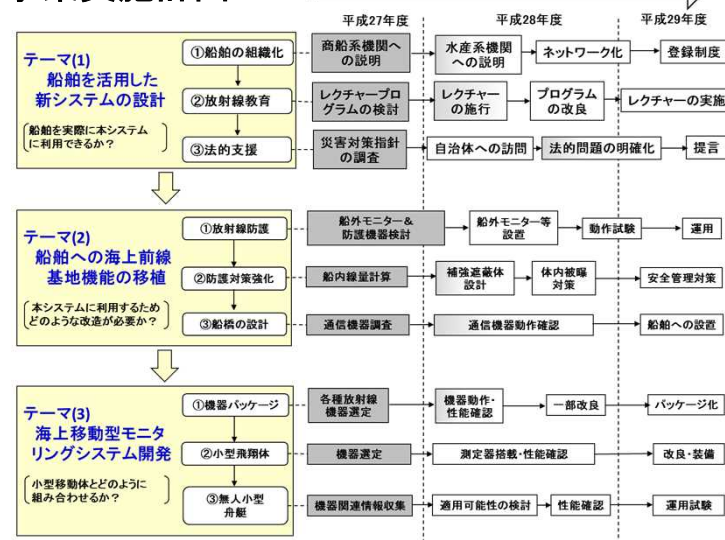 平成27年度
平成28年度
平成29年度
テーマ(1)
船舶を活用した
新システムの設計
船舶を実際に本システム
に利用できるか?
①船舶の組織化
②放射線教育
③法的支援
商船系機関へ
の説明
水産系機関
への説明
ネットワーク化
登録制度
レクチャープロ
グラムの検討
レクチャー
の施行
プログラム
の改良
レクチャーの実施
災害対策指針
の調査
自治体への訪問
法的問題の明確化
提言
テーマ(2)
船舶への海上前線
基地機能の移植
本システムに利用するため
どのような改造が必要か?
①放射線防護
②防護対策強化
③船橋の設計
船外モニター&
防護機器検討
船外モニター等
設置
動作試験
運用
船内線量計算
補強遮蔽体
設計
体内被曝
対策
安全管理対策
通信機器調査
通信機器動作確認
船舶への設置
テーマ(3)
海上移動型モニタ
リングシステム開発
小型移動体とどのように
組み合わせるか?
①機器パッケージ
②小型飛翔体
③無人小型
舟艇
各種放射線
機器選定
機器動作・
性能確認
一部改良
パッケージ化
機器選定
測定器搭載・性能確認
改良・装備
機器関連情報収集
適用可能性の検討
性能確認
運用試験